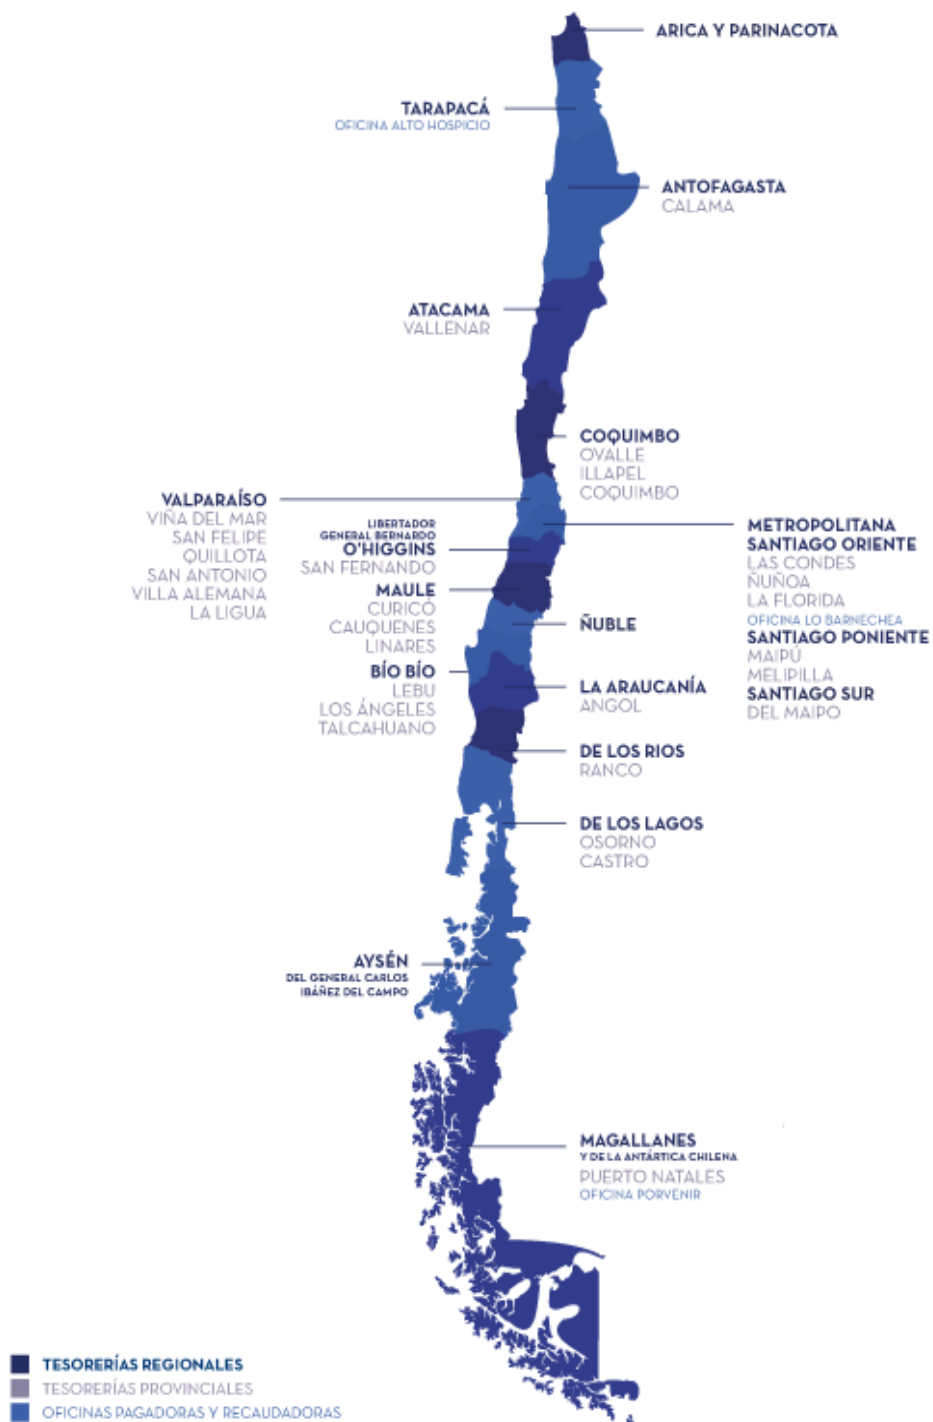 ARICA Y PARINACOTA
TARAPACÁ
OFICINA ALTO HOSPICIO
ANTOFAGASTA
CALAMA
ATACAMA
VALLENAR
COQUIMBO
OVALLE
ILLAPEL
COQUIMBO
VALPARAÍSO
VIÑA DEL MAR
SAN FELIPE
QUILLOTA
SAN ANTONIO
VILLA ALEMANA
LA LIGUA
LIBERTADOR
GENERAL BERNARDO
O'HIGGINS
SAN FERNANDO
MAULE
CURICÓ
CAUQUENES
LINARES
BÍO BÍO
LEBU
LOS ÁNGELES
TALCAHUANO
METROPOLITANA
SANTIAGO ORIENTE
LAS CONDES
ÑUÑOA
LA FLORIDA
OFICINA LO BARNECHEA
SANTIAGO PONIENTE
MAIPÚ
MELIPILLA
SANTIAGO SUR
DEL MAIPO
ÑUBLE
LA ARAUCANÍA
ANGOL
DE LOS RIOS
RANCO
DE LOS LAGOS
OSORNO
CASTRO
AYSÉN
DEL GENERAL CARLOS
IBÁÑEZ DEL CAMPO
MAGALLANES
Y DE LA ANTÁRTICA CHILENA
PUERTO NATALES
OFICINA PORVENIR
TESORERÍAS REGIONALES
TESORERÍAS PROVINCIALES
OFICINAS PAGADORAS Y RECAUDADORAS